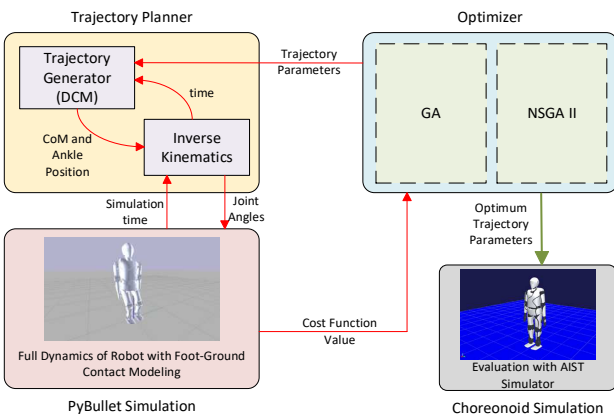 Trajectory Planner
Optimizer
Trajectory
Generator
(DCM)
time
CoM and
Ankle
Position
Inverse
Kinematics
Trajectory
Parameters
GA
NSGA II
Simulation
time
Joint
Angles
Optimum
Trajectory
Parameters
Cost Function
Value
Full Dynamics of Robot with Foot-Ground
Contact Modeling
Evaluation with AIST
Simulator
PyBullet Simulation
Choreonoid Simulation